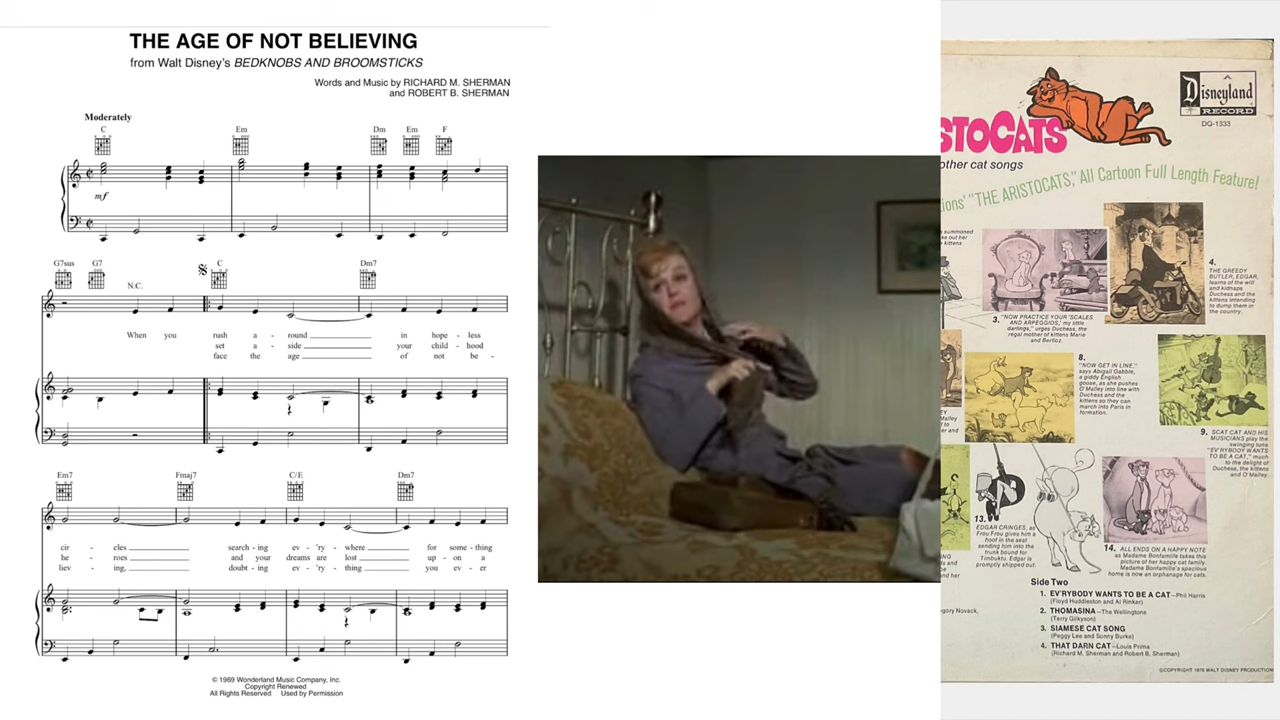 THE AGE OF NOT BELIEVING
from Walt Disney's BEDKNOBS AND BROOMSTICKS
Words and Music by RICHARD M. SHERMAN
and ROBERT B. SHERMAN
Moderately
C Em Dm Em F
mf
G7sus G7 N.C. C Dm7
When you rush a - round in hope - less
set a - side your child - hood
face the age of not be -
Em7 Fmaj7 C/E Dm7
cir - cles search - ing ev - 'ry - where for some - thing
he - roes and your dreams are lost up - on a
liev - ing, doubt - ing ev - 'ry - thing you ev - er
© 1969 Wonderland Music Company, Inc.
Copyright Renewed
All Rights Reserved Used by Permission
Disneyland
RECORD
DQ-1333
STOCATS
other cat songs
tions' "THE ARISTOCATS," All Cartoon Full Length Feature!
summoned
ke out her
kittens
3. "NOW PRACTICE YOUR 'SCALES
AND ARPEGGIOS,' my little
darlings," urges Duchess, the
regal mother of kittens Marie
and Berlioz.
4.
THE GREEDY
BUTLER, EDGAR,
learns of the will
and kidnaps
Duchess and the
kittens intending
to dump them in
the country.
8.
"NOW GET IN LINE,"
says Abigail Gabble,
a giddy English
goose, as she pushes
O'Malley into line with
Duchess and the
kittens so they can
march into Paris in
formation.
9. SCAT CAT AND HIS
MUSICIANS play the
swinging tune
"EV'RYBODY WANTS
TO BE A CAT," much
to the delight of
Duchess, the kittens
and O'Malley.
13.
EDGAR CRINGES, as
Frou Frou gives him a
hoof in the seat
sending him into the
trunk bound for
Timbuktu. Edgar is
promptly shipped out.
14. ALL ENDS ON A HAPPY NOTE
as Madame Bonfamille takes this
picture of her happy cat family.
Madame Bonfamille's spacious
home is now an orphanage for cats.
Side Two
1. EV'RYBODY WANTS TO BE A CAT—Phil Harris
(Floyd Huddleston and Al Rinker)
2. THOMASINA—The Wellingtons
(Terry Gilkyson)
3. SIAMESE CAT SONG
(Peggy Lee and Sonny Burke)
4. THAT DARN CAT—Louis Prima
(Richard M. Sherman and Robert B. Sherman)
gory Novack,
©COPYRIGHT 1970 WALT DISNEY PRODUCTION